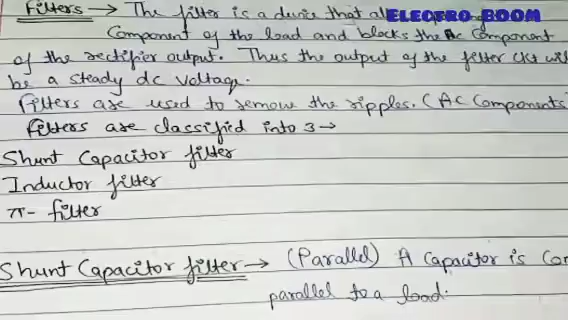 Filters → The filter is a device that al
ELECTRO BOOM
Component of the load and blocks the Ac Component
of the rectifier output. Thus the output of the filter ckt will
be a steady dc voltage.
Filters are used to remove the ripples. (AC Components
Filters are classified into 3 →
Shunt Capacitor filter
Inductor filter
π- filter
Shunt Capacitor filter → (Parallel) A Capacitor is Con
parallel to a load.